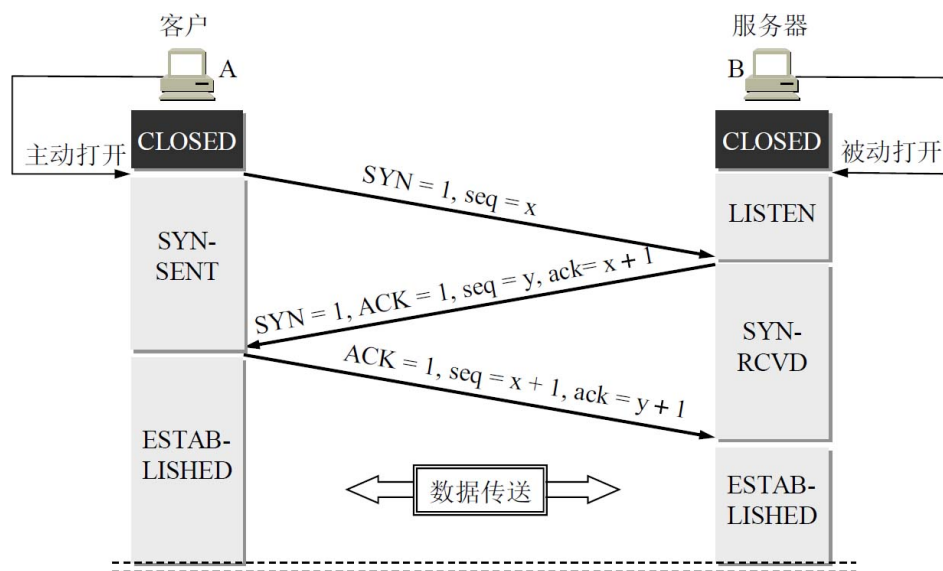 客户
服务器
A
B
CLOSED
CLOSED
主动打开
被动打开
SYN = 1, seq = x
LISTEN
SYN-
SENT
SYN = 1, ACK = 1, seq = y, ack= x + 1
SYN-
RCVD
ACK = 1, seq = x + 1, ack = y + 1
ESTAB-
LISHED
数据传送
ESTAB-
LISHED